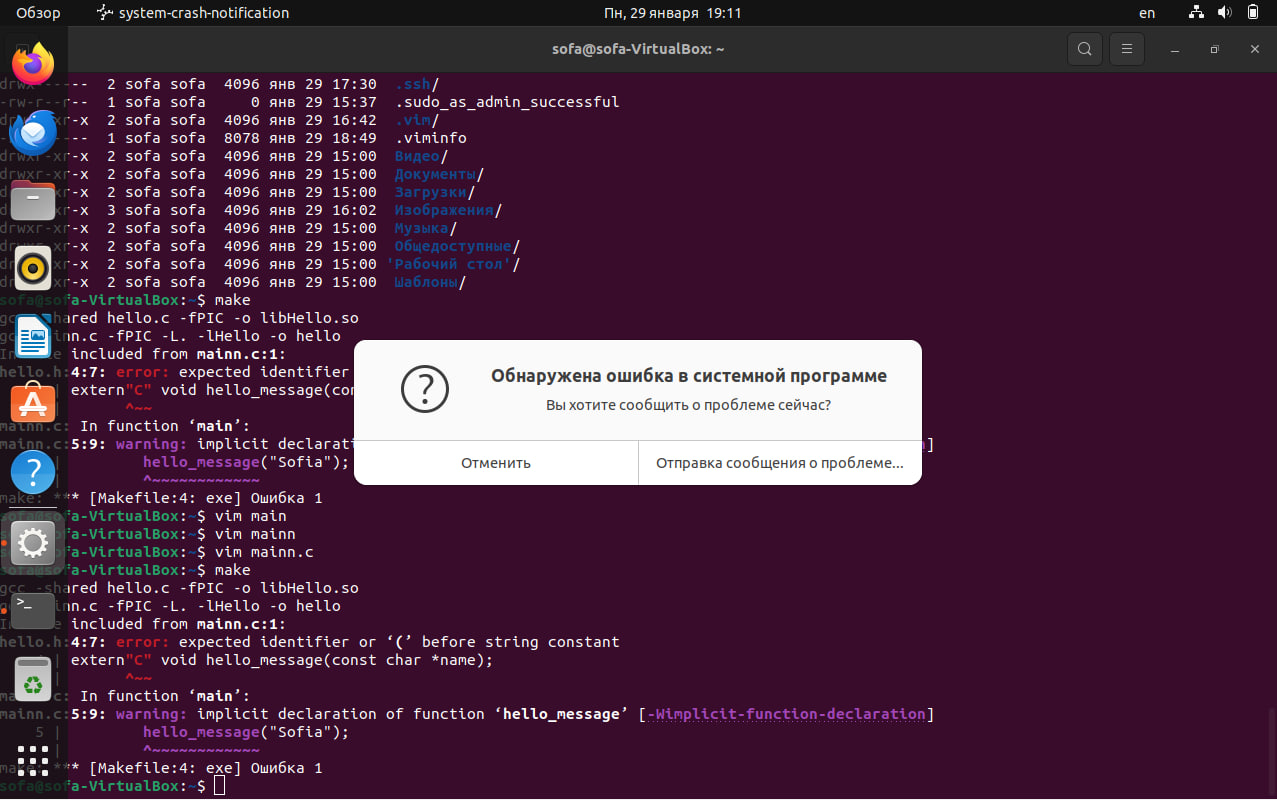 Обзор system-crash-notification Пн, 29 января 19:11 en
sofa@sofa-VirtualBox: ~
drwx------ 2 sofa sofa 4096 янв 29 17:30 .ssh/
-rw-r--r-- 1 sofa sofa 0 янв 29 15:37 .sudo_as_admin_successful
drwxr-xr-x 2 sofa sofa 4096 янв 29 16:42 .vim/
1 sofa sofa 8078 янв 29 18:49 .viminfo
drwxr-xr-x 2 sofa sofa 4096 янв 29 15:00 Видео/
drwxr-xr-x 2 sofa sofa 4096 янв 29 15:00 Документы/
drwxr-xr-x 2 sofa sofa 4096 янв 29 15:00 Загрузки/
drwxr-xr-x 3 sofa sofa 4096 янв 29 16:02 Изображения/
drwxr-xr-x 2 sofa sofa 4096 янв 29 15:00 Музыка/
drwxr-xr-x 2 sofa sofa 4096 янв 29 15:00 Общедоступные/
drwxr-xr-x 2 sofa sofa 4096 янв 29 15:00 'Рабочий стол'/
drwxr-xr-x 2 sofa sofa 4096 янв 29 15:00 Шаблоны/
sofa@sofa-VirtualBox:~$ make
gcc -shared hello.c -fPIC -o libHello.so
gcc mainn.c -fPIC -L. -lHello -o hello
In file included from mainn.c:1:
hello.h:4:7: error: expected identifier
| extern"C" void hello_message(con
| ^~~
mainn.c: In function ‘main’:
mainn.c:5:9: warning: implicit declarati ]
| hello_message("Sofia");
| ^~~~~~~~~~~~~
make: *** [Makefile:4: exe] Ошибка 1
Обнаружена ошибка в системной программе
Вы хотите сообщить о проблеме сейчас?
Отменить Отправка сообщения о проблеме...
sofa@sofa-VirtualBox:~$ vim main
sofa@sofa-VirtualBox:~$ vim mainn
sofa@sofa-VirtualBox:~$ vim mainn.c
sofa@sofa-VirtualBox:~$ make
gcc -shared hello.c -fPIC -o libHello.so
gcc mainn.c -fPIC -L. -lHello -o hello
In file included from mainn.c:1:
hello.h:4:7: error: expected identifier or ‘(’ before string constant
| extern"C" void hello_message(const char *name);
| ^~~
mainn.c: In function ‘main’:
mainn.c:5:9: warning: implicit declaration of function ‘hello_message’ [-Wimplicit-function-declaration]
5 | hello_message("Sofia");
| ^~~~~~~~~~~~~
make: *** [Makefile:4: exe] Ошибка 1
sofa@sofa-VirtualBox:~$